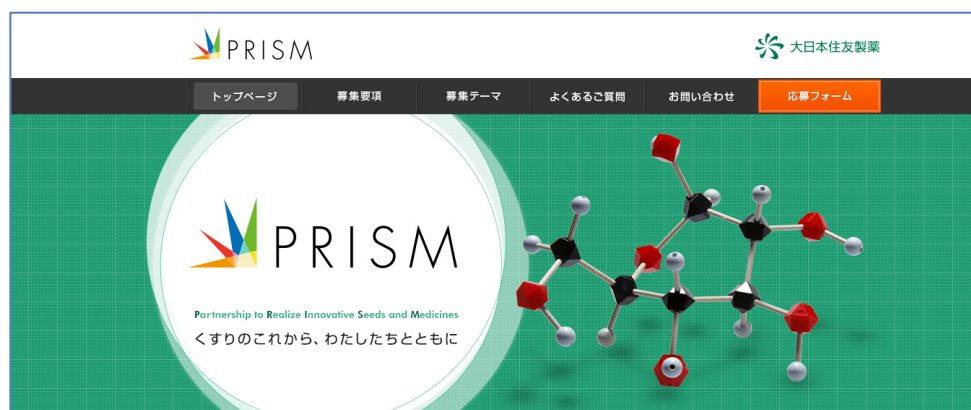 PRISM
大日本住友製薬
トップページ 募集要項 募集テーマ よくあるご質問 お問い合わせ 応募フォーム
PRISM
Partnership to Realize Innovative Seeds and Medicines
くすりのこれから、わたしたちとともに